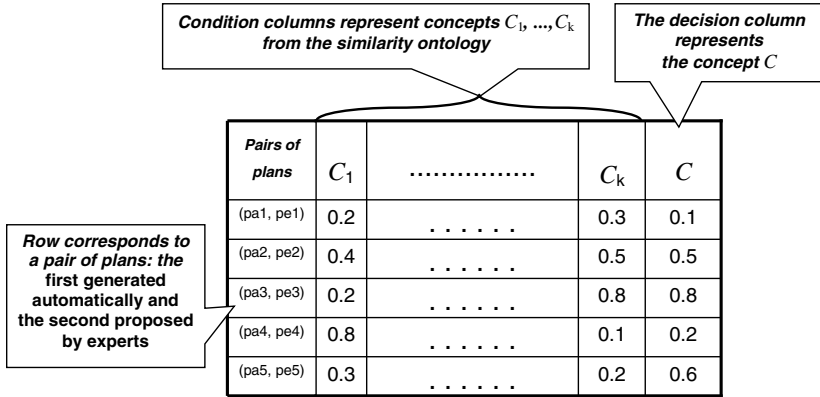 Condition columns represent concepts C1, ...,Ck
from the similarity ontology
The decision column
represents
the concept C
Pairs of
plans
C1
................
Ck
C
(pa1, pe1) 0.2 . . . . . . 0.3 0.1
(pa2, pe2) 0.4 . . . . . . 0.5 0.5
(pa3, pe3) 0.2 . . . . . . 0.8 0.8
(pa4, pe4) 0.8 . . . . . . 0.1 0.2
(pa5, pe5) 0.3 . . . . . . 0.2 0.6
Row corresponds to
a pair of plans: the
first generated
automatically and
the second proposed
by experts